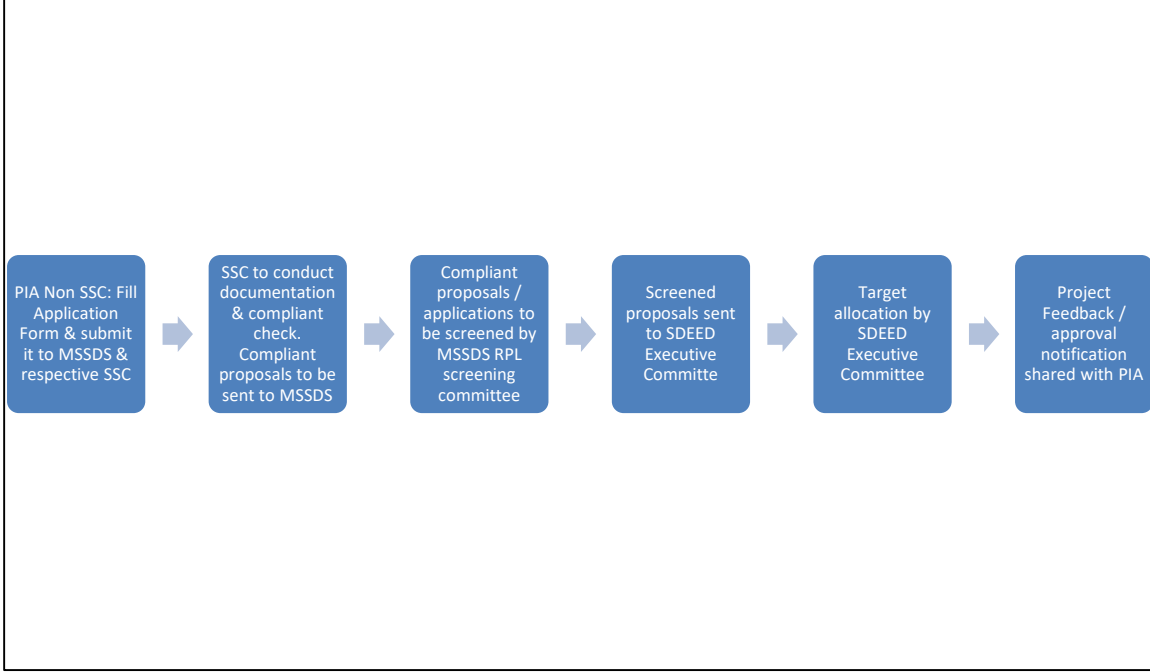 PIA Non SSC: Fill
Application
Form & submit
it to MSSDS &
respective SSC
SSC to conduct
documentation
& compliant
check.
Compliant
proposals to be
sent to MSSDS
Compliant
proposals /
applications to
be screened by
MSSDS RPL
screening
committee
Screened
proposals sent
to SDEED
Executive
Committe
Target
allocation by
SDEED
Executive
Committee
Project
Feedback /
approval
notification
shared with PIA